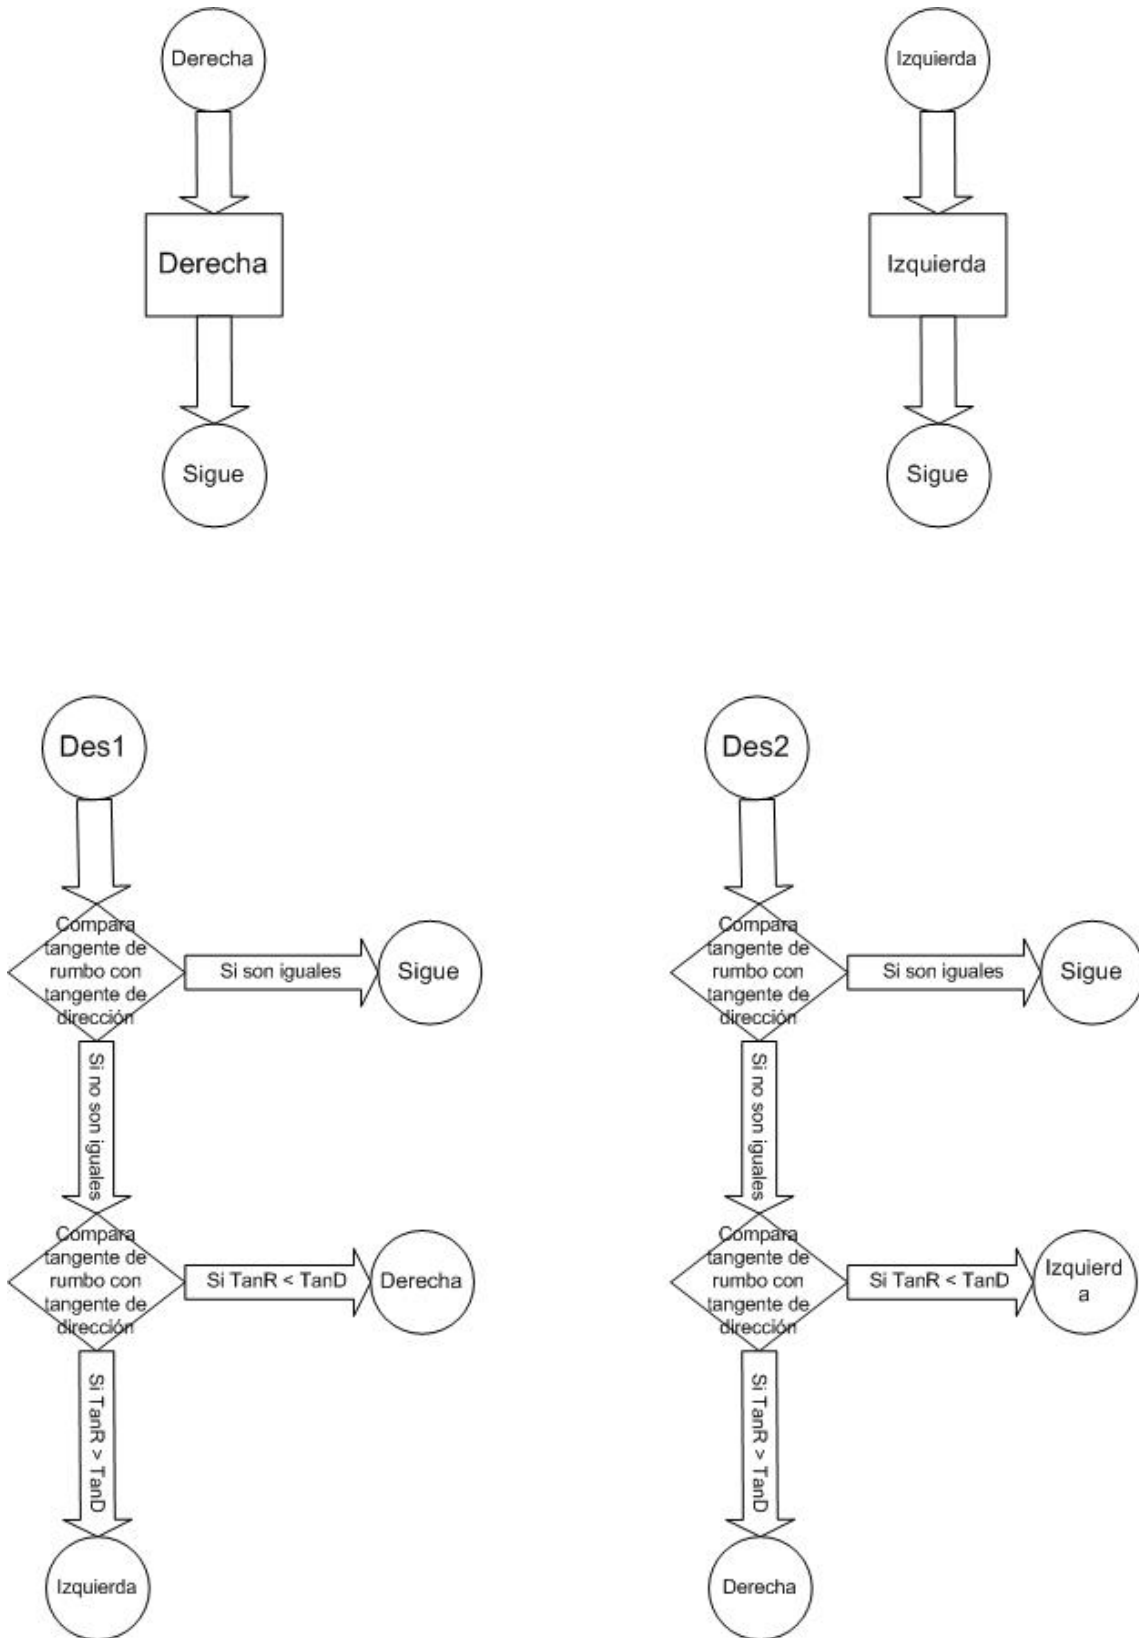 Derecha
Izquierda
Derecha
Izquierda
Sigue
Sigue
Des1
Des2
Compara
tangente de
rumbo con
tangente de
dirección
Si son iguales
Sigue
Compara
tangente de
rumbo con
tangente de
dirección
Si son iguales
Sigue
Si no son iguales
Si no son iguales
Compara
tangente de
rumbo con
tangente de
dirección
Si TanR < TanD
Derecha
Compara
tangente de
rumbo con
tangente de
dirección
Si TanR < TanD
Izquierd
a
Si TanR > TanD
Si TanR > TanD
Izquierda
Derecha